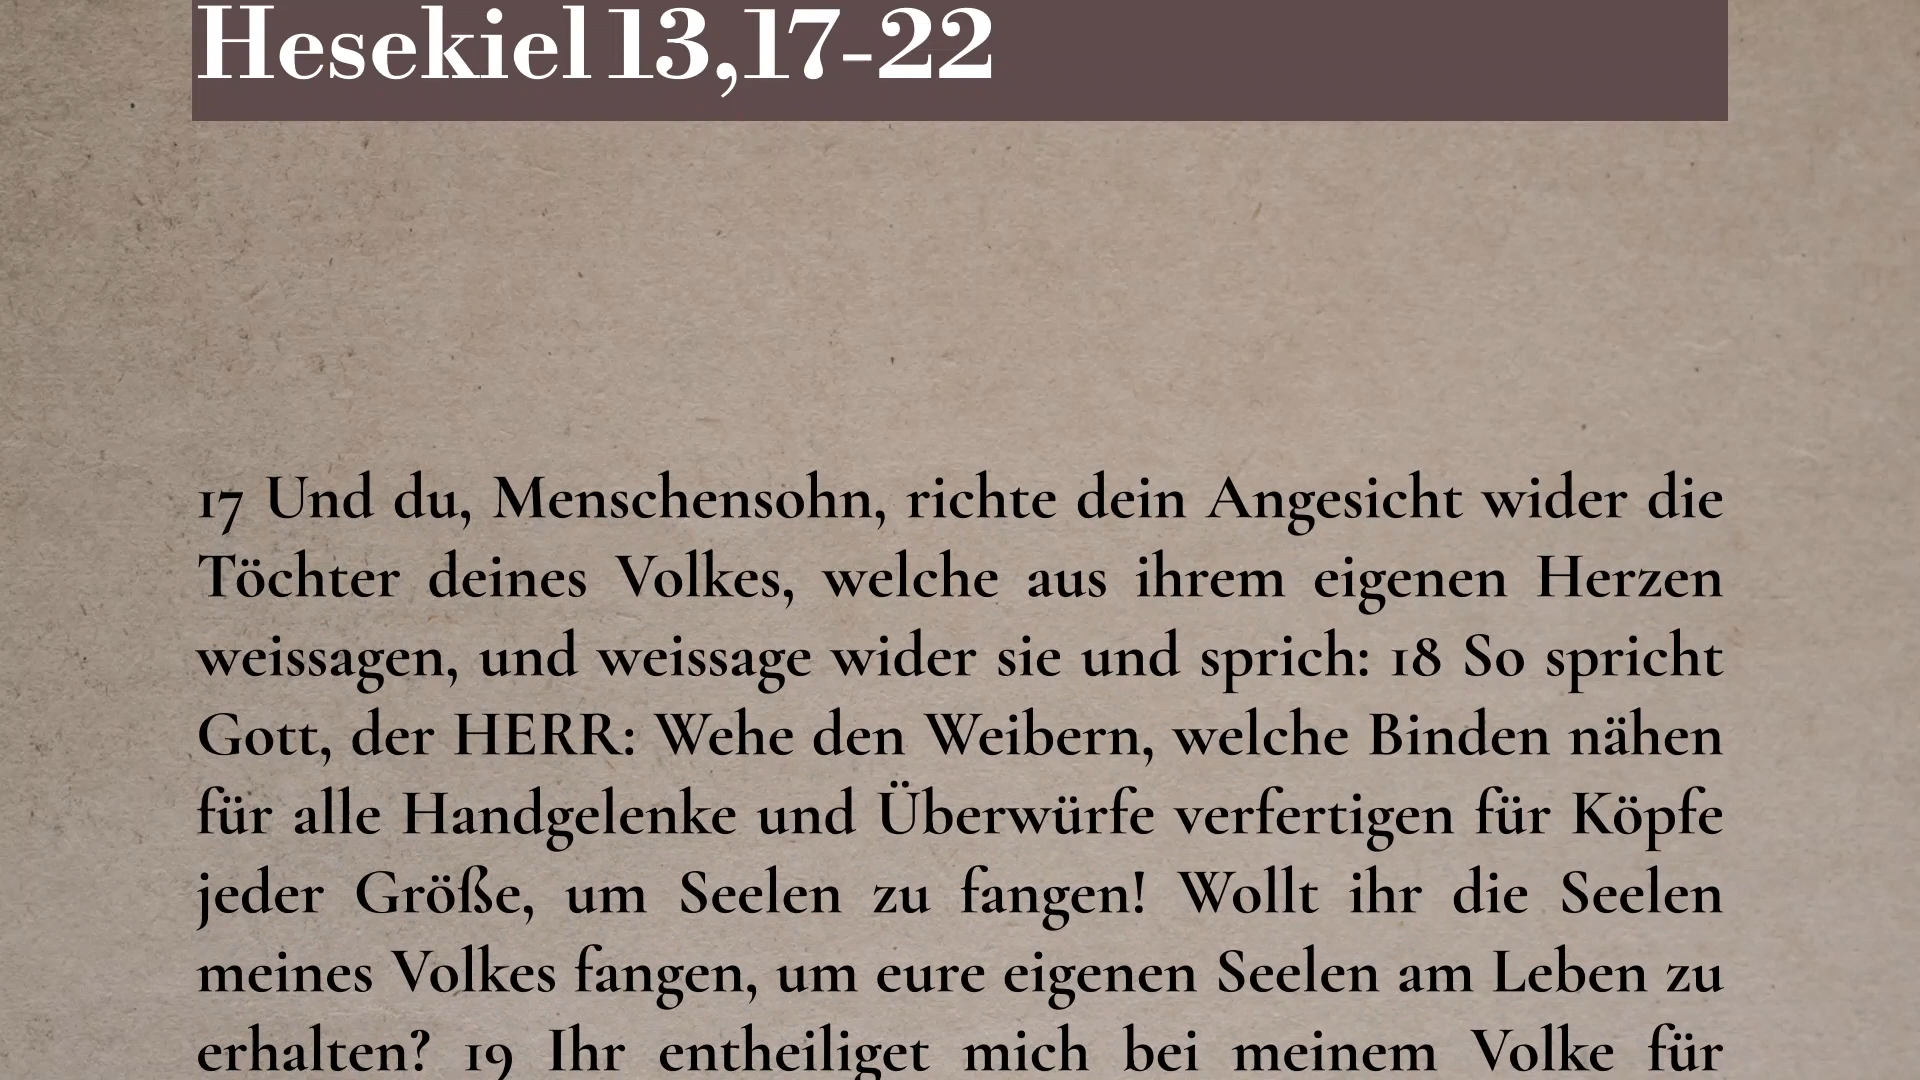 Hesekiel 13,17-22
17 Und du, Menschensohn, richte dein Angesicht wider die
Töchter deines Volkes, welche aus ihrem eigenen Herzen
weissagen, und weissage wider sie und sprich: 18 So spricht
Gott, der HERR: Wehe den Weibern, welche Binden nähen
für alle Handgelenke und Überwürfe verfertigen für Köpfe
jeder Größe, um Seelen zu fangen! Wollt ihr die Seelen
meines Volkes fangen, um eure eigenen Seelen am Leben zu
erhalten? 19 Ihr entheiliget mich bei meinem Volke für